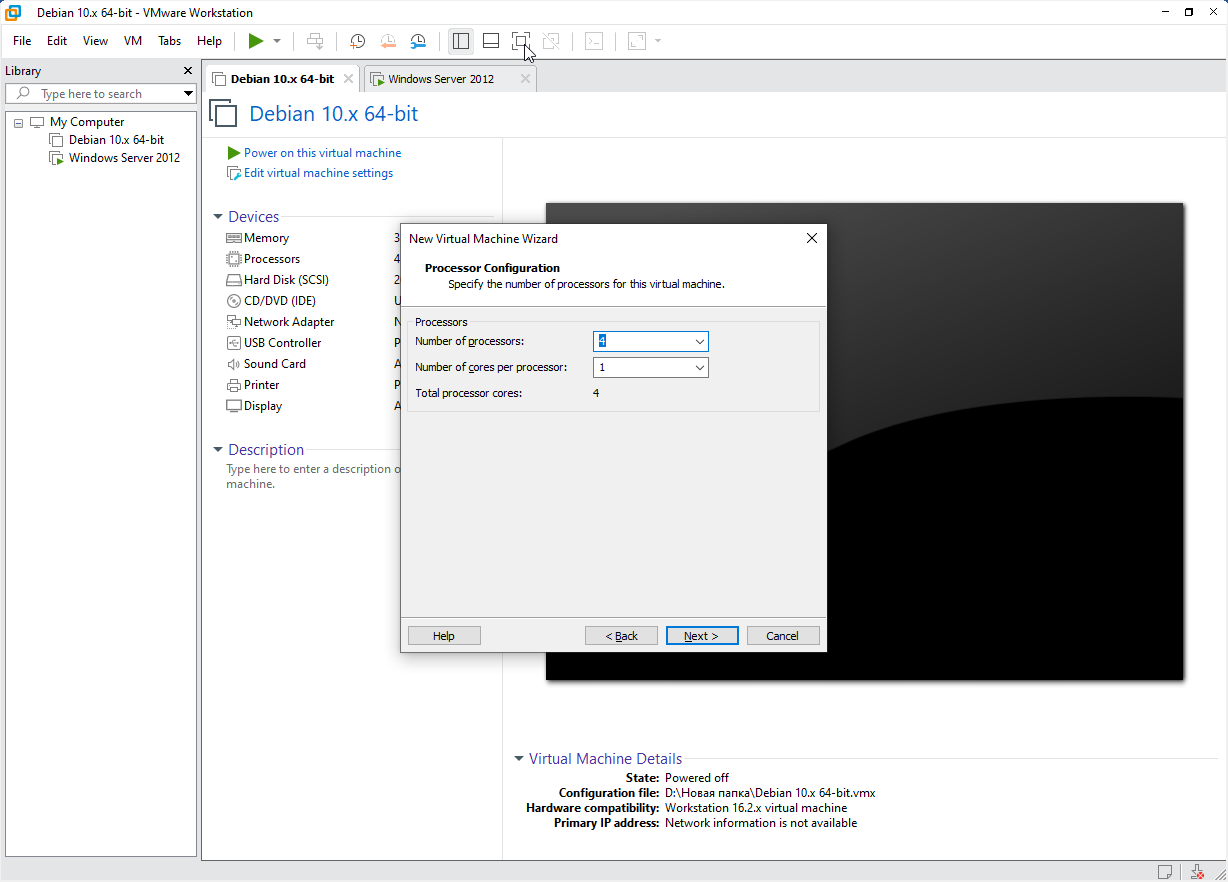 Debian 10.x 64-bit - VMware Workstation
File Edit View VM Tabs Help
Library
Type here to search
My Computer
Debian 10.x 64-bit
Windows Server 2012
Debian 10.x 64-bit Windows Server 2012
Debian 10.x 64-bit
Power on this virtual machine
Edit virtual machine settings
Devices
Memory 3
Processors 4
Hard Disk (SCSI) 2
CD/DVD (IDE) U
Network Adapter N
USB Controller P
Sound Card A
Printer P
Display A
Description
Type here to enter a description o
machine.
New Virtual Machine Wizard
Processor Configuration
Specify the number of processors for this virtual machine.
Processors
Number of processors: 4
Number of cores per processor: 1
Total processor cores: 4
Help < Back Next > Cancel
Virtual Machine Details
State: Powered off
Configuration file: D:\Новая папка\Debian 10.x 64-bit.vmx
Hardware compatibility: Workstation 16.2.x virtual machine
Primary IP address: Network information is not available